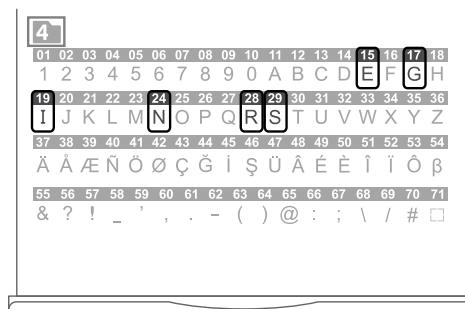 4
01 02 03 04 05 06 07 08 09 10 11 12 13 14 15 16 17 18
1 2 3 4 5 6 7 8 9 0 A B C D E F G H
19 20 21 22 23 24 25 26 27 28 29 30 31 32 33 34 35 36
I J K L M N O P Q R S T U V W X Y Z
37 38 39 40 41 42 43 44 45 46 47 48 49 50 51 52 53 54
Ä Å Æ Ñ Ö Ø Ç Ğ İ Ş Ü Â É È Î Ï Ô β
55 56 57 58 59 60 61 62 63 64 65 66 67 68 69 70 71
& ? ! _ ' , . - ( ) @ : ; \ / # ⬚